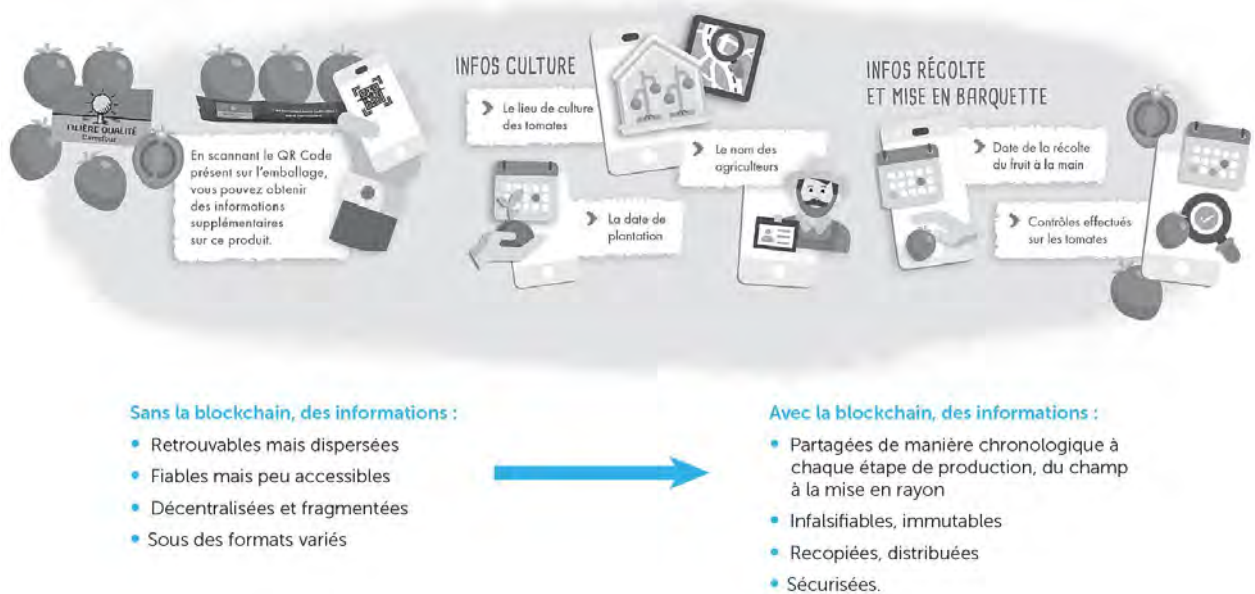 FILIÈRE QUALITÉ
Carrefour
En scannant le QR Code
présent sur l'emballage,
vous pouvez obtenir
des informations
supplémentaires
sur ce produit.
INFOS CULTURE
Le lieu de culture
des tomates
Le nom des
agriculteurs
La date de
plantation
INFOS RÉCOLTE
ET MISE EN BARQUETTE
Date de la récolte
du fruit à la main
Contrôles effectués
sur les tomates
Sans la blockchain, des informations :
• Retrouvables mais dispersées
• Fiables mais peu accessibles
• Décentralisées et fragmentées
• Sous des formats variés
Avec la blockchain, des informations :
• Partagées de manière chronologique à
chaque étape de production, du champ
à la mise en rayon
• Infalsifiables, immutables
• Recopiées, distribuées
• Sécurisées.